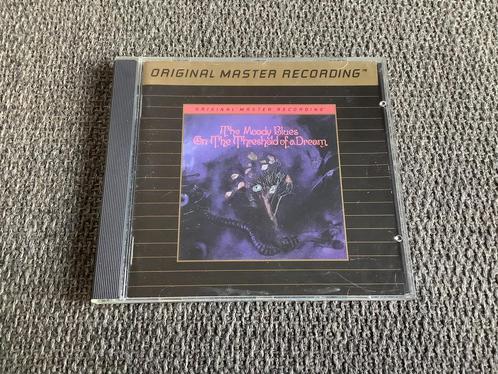 ORIGINAL MASTER RECORDING™
ORIGINAL MASTER RECORDING
The Moody Blues
On The Threshold of a Dream